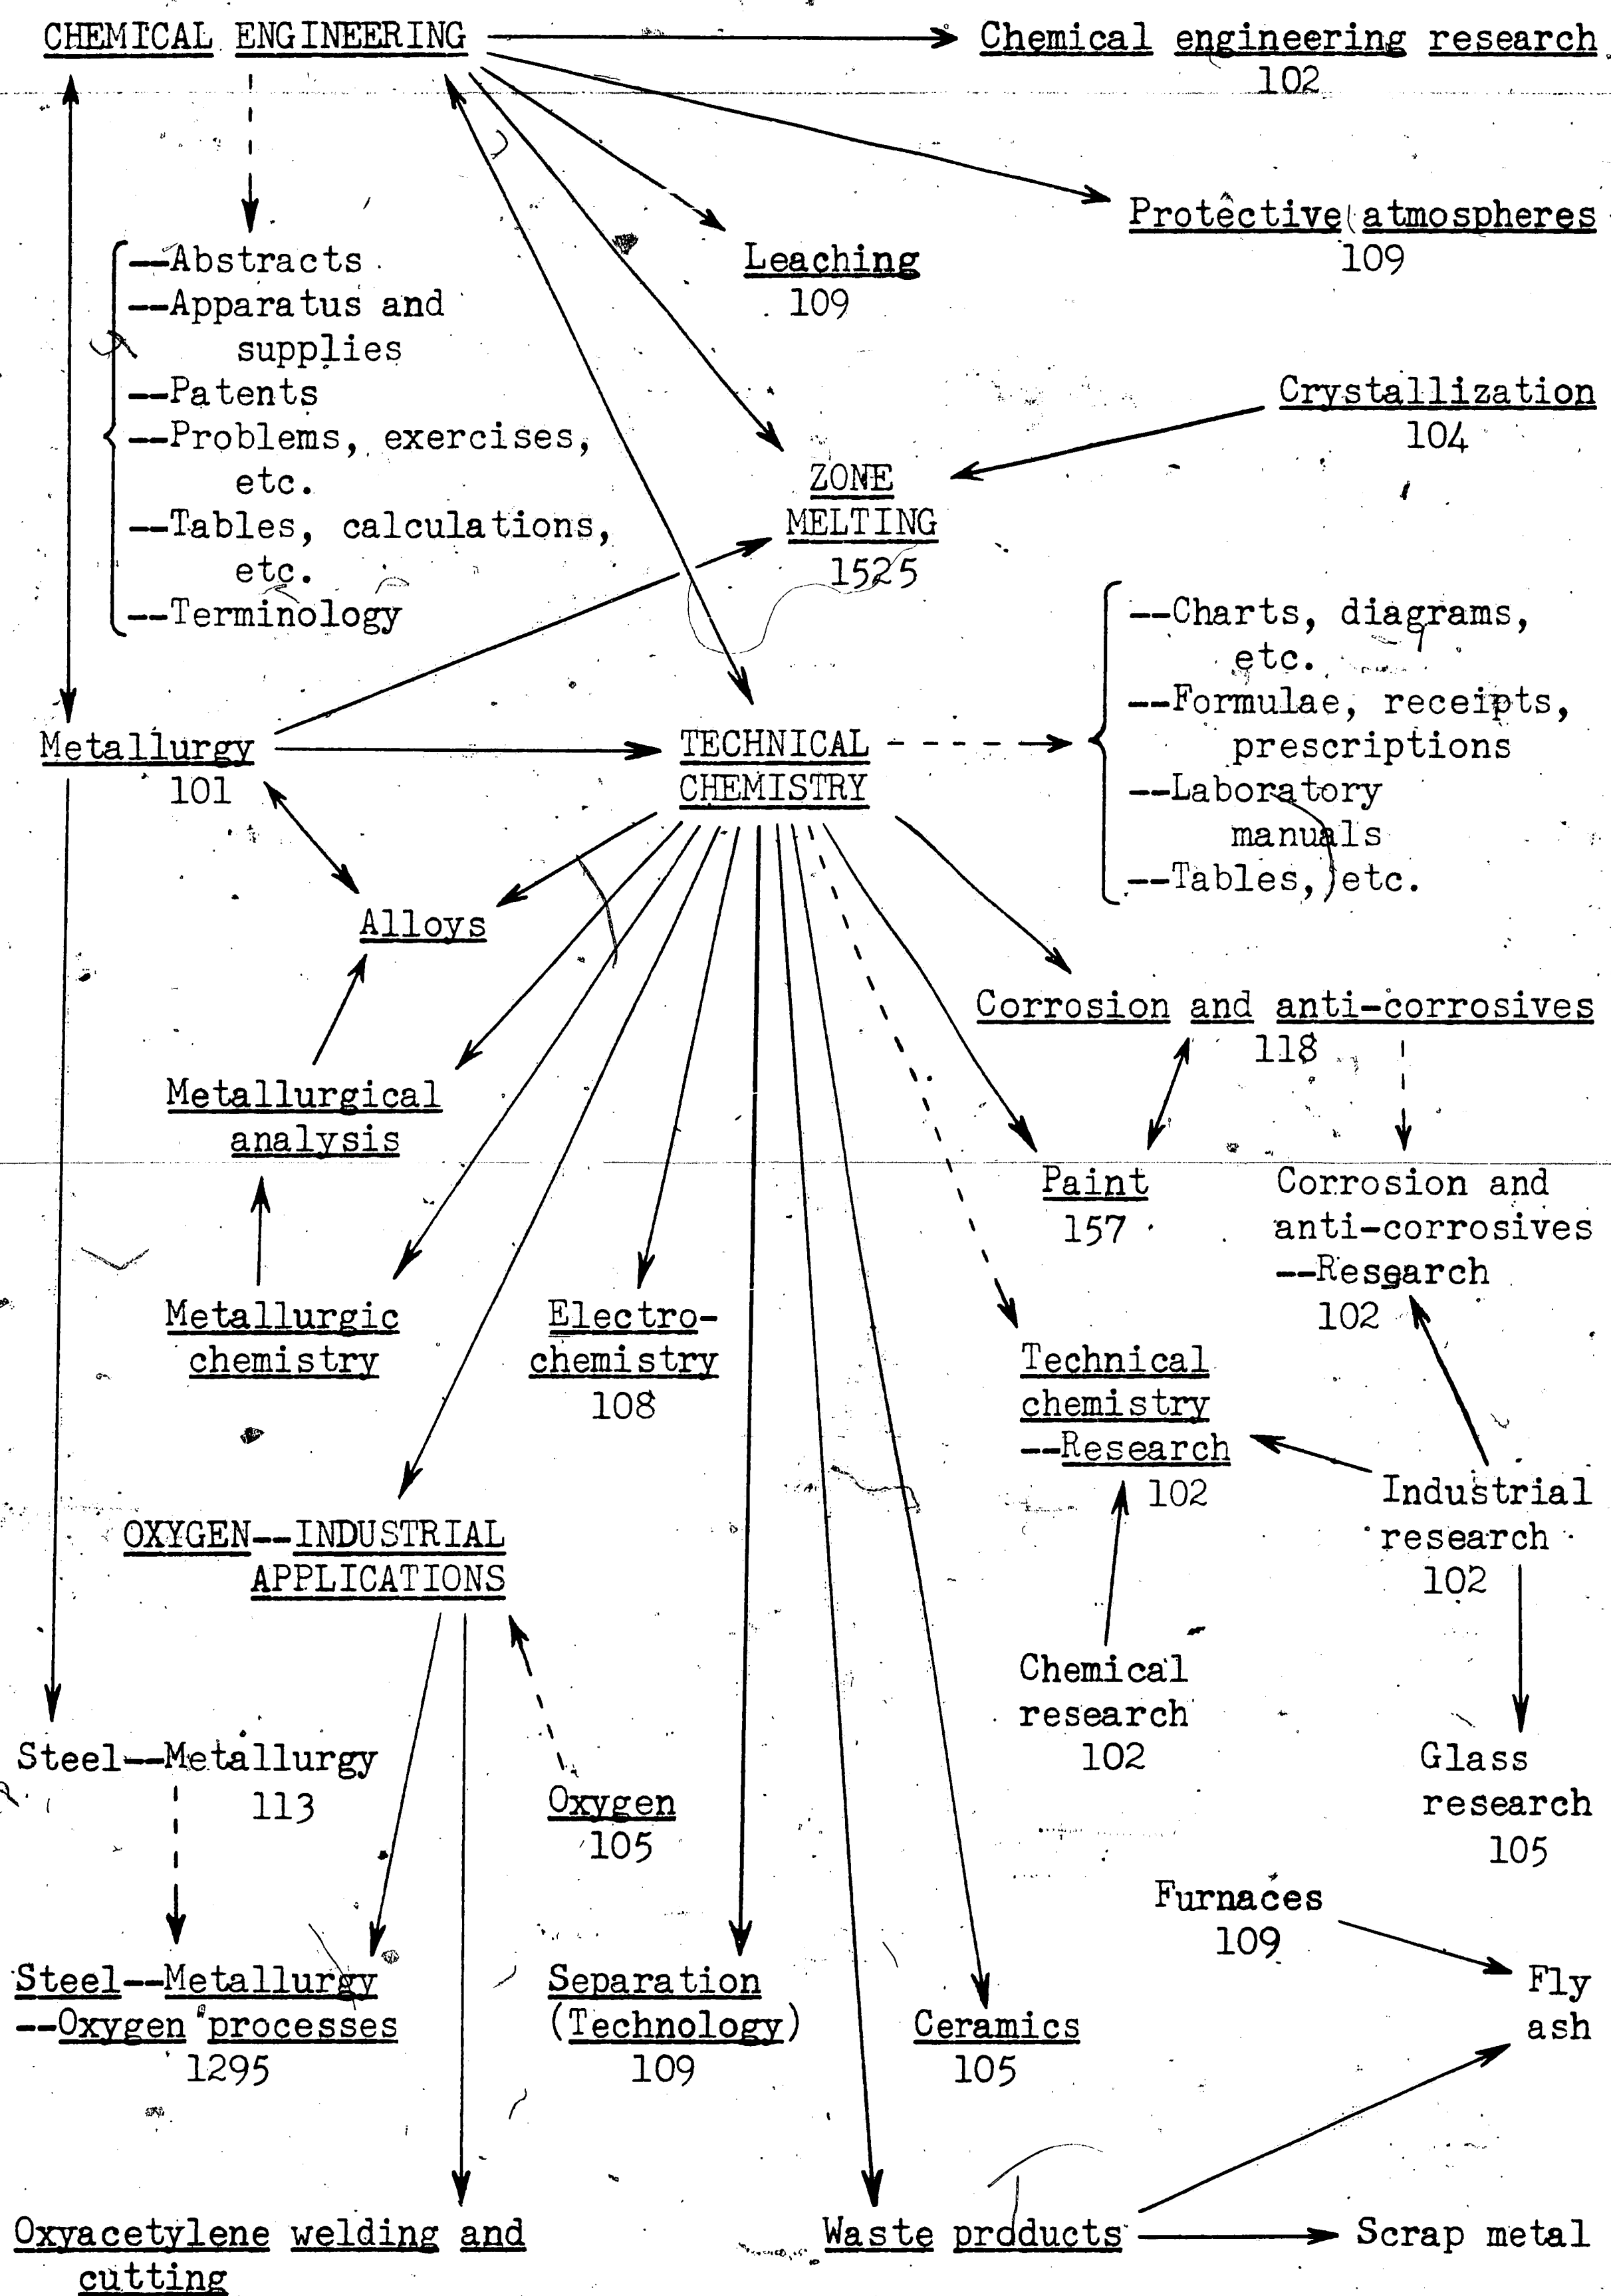 CHEMICAL ENGINEERING
Chemical engineering research
102
Protective atmospheres
109
Leaching
109
--Abstracts
--Apparatus and
supplies
--Patents
--Problems, exercises,
etc.
--Tables, calculations,
etc.
--Terminology
Crystallization
104
ZONE
MELTING
1525
--Charts, diagrams,
etc.
--Formulae, receipts,
prescriptions
--Laboratory
manuals
--Tables, etc.
Metallurgy
101
TECHNICAL
CHEMISTRY
Alloys
Corrosion and anti-corrosives
118
Metallurgical
analysis
Paint
157
Corrosion and
anti-corrosives
--Research
102
Metallurgic
chemistry
Electro-
chemistry
108
Technical
chemistry
--Research
102
Industrial
research
102
OXYGEN--INDUSTRIAL
APPLICATIONS
Chemical
research
102
Steel--Metallurgy
113
Oxygen
105
Glass
research
105
Furnaces
109
Fly
ash
Steel--Metallurgy
--Oxygen processes
1295
Separation
(Technology)
109
Ceramics
105
Oxyacetylene welding and
cutting
Waste products
Scrap metal